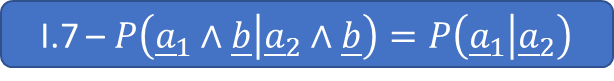 I.7 – P(a̲₁ ∧ b̲|a̲₂ ∧ b̲) = P(a̲₁|a̲₂)